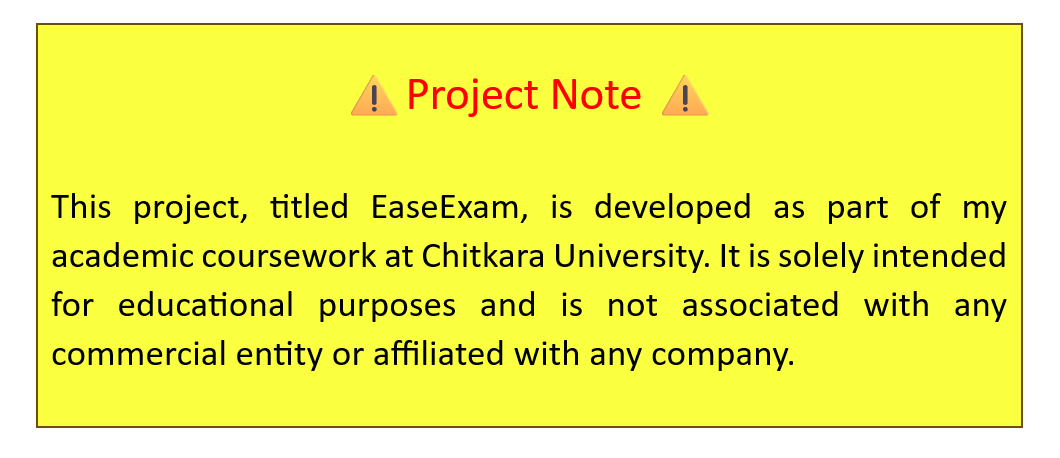 ⚠️ Project Note ⚠️
This project, titled EaseExam, is developed as part of my
academic coursework at Chitkara University. It is solely intended
for educational purposes and is not associated with any
commercial entity or affiliated with any company.